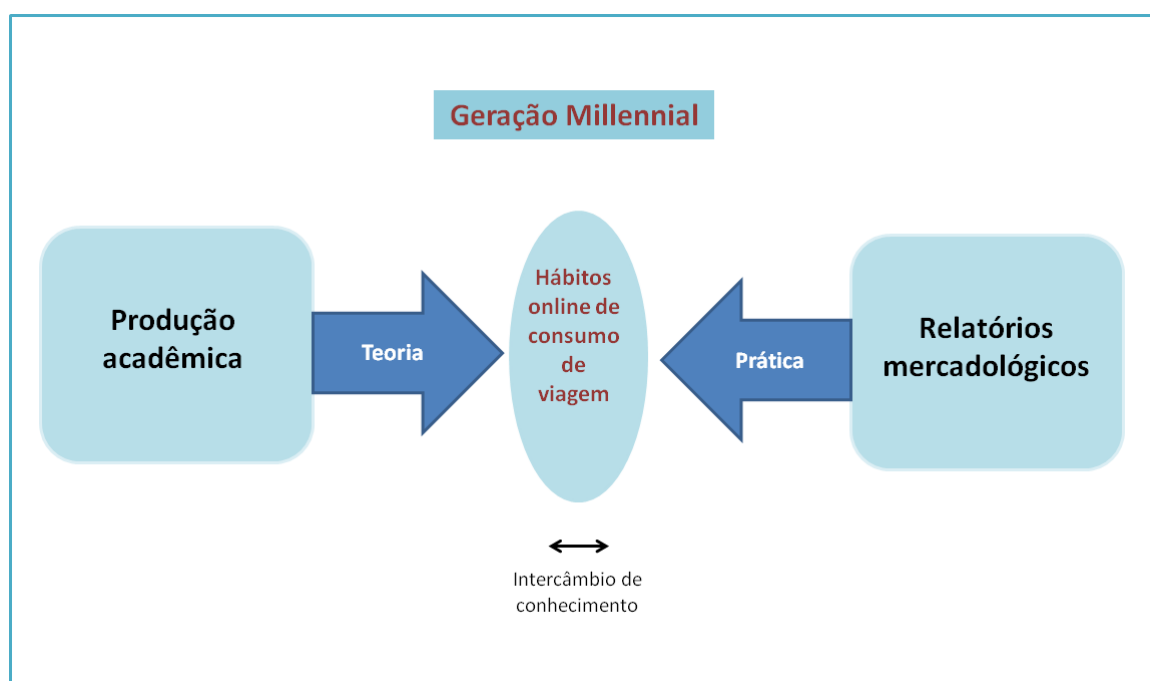 Geração Millennial
Produção
acadêmica
Teoria
Hábitos
online de
consumo
de
viagem
Prática
Relatórios
mercadológicos
Intercâmbio de
conhecimento